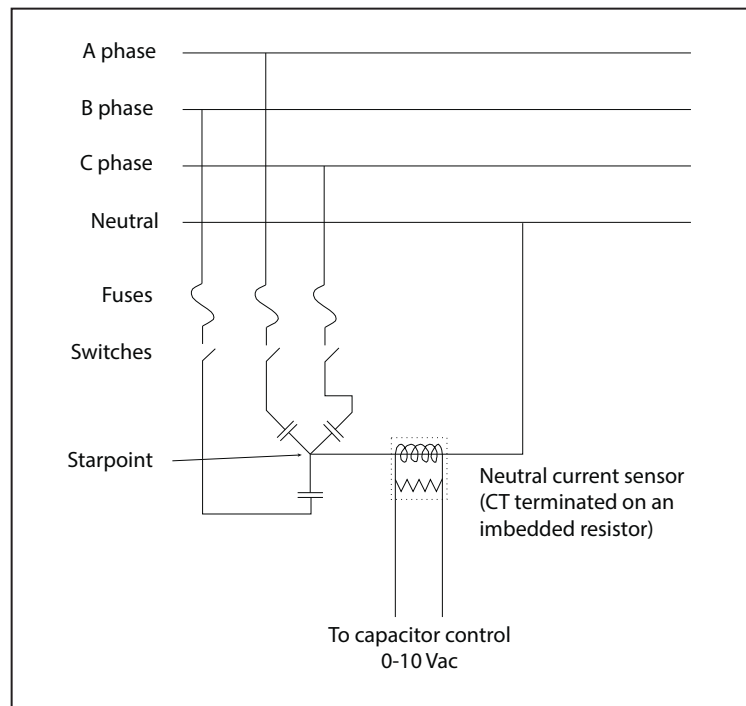 A phase
B phase
C phase
Neutral
Fuses
Switches
Starpoint
Neutral current sensor
(CT terminated on an
imbedded resistor)
To capacitor control
0-10 Vac